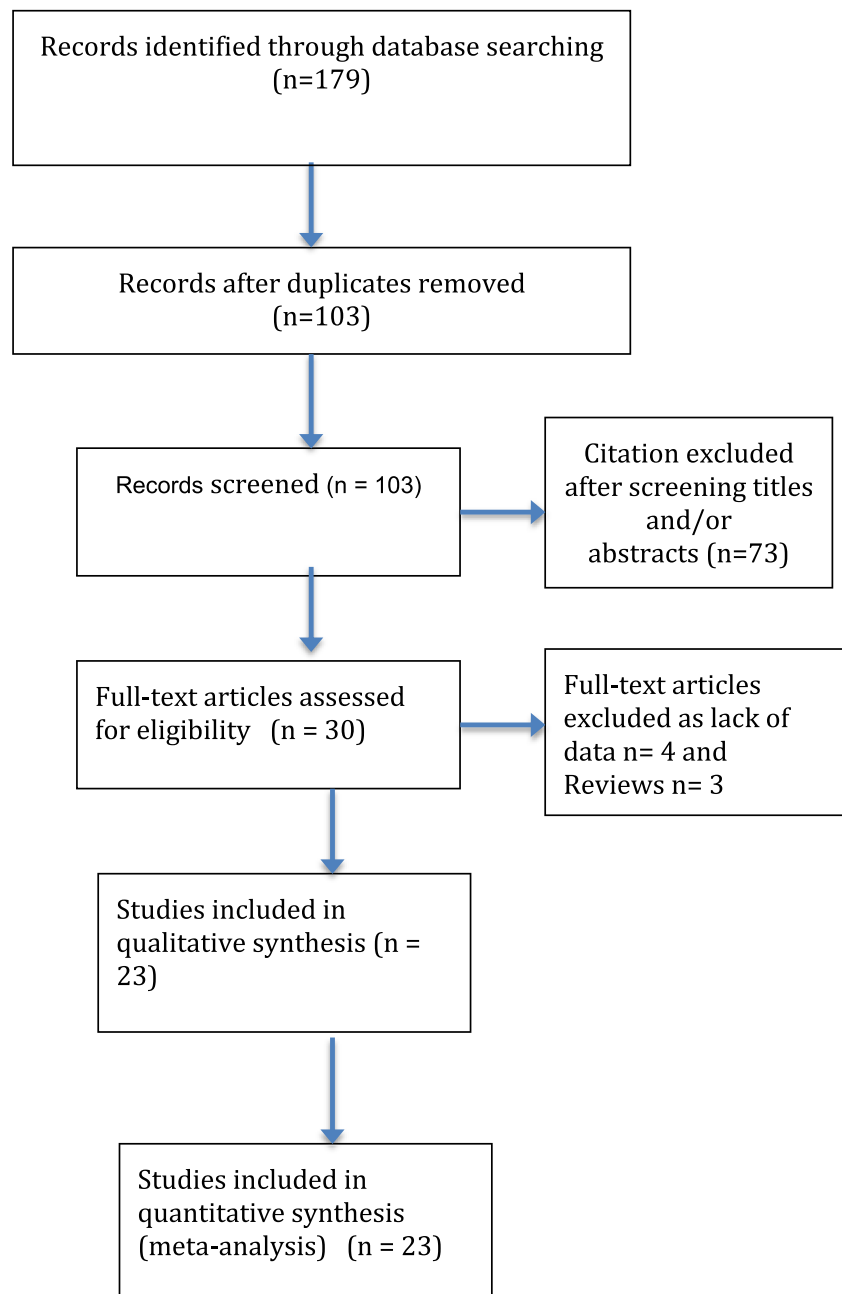 Records identified through database searching
(n=179)
Records after duplicates removed
(n=103)
Records screened (n = 103)
Citation excluded
after screening titles
and/or
abstracts (n=73)
Full-text articles assessed
for eligibility (n = 30)
Full-text articles
excluded as lack of
data n= 4 and
Reviews n= 3
Studies included in
qualitative synthesis (n =
23)
Studies included in
quantitative synthesis
(meta-analysis) (n = 23)